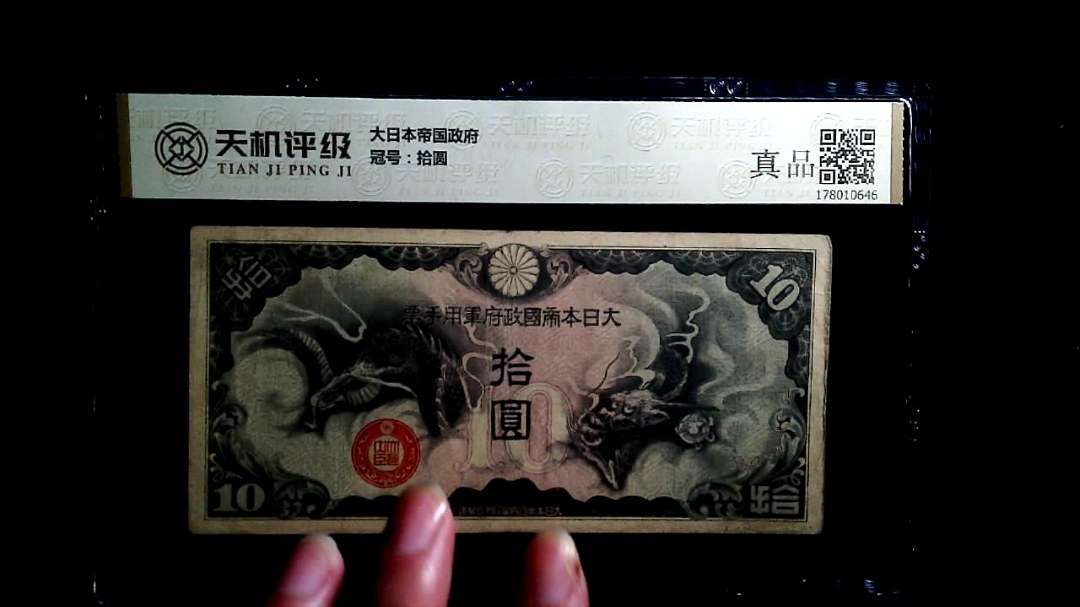 天机评级
TIAN JI PING JI
大日本帝国政府
冠号：拾圆
真品
178010646
拾
10
大日本帝國政府軍用手票
拾
圓
10
10
拾